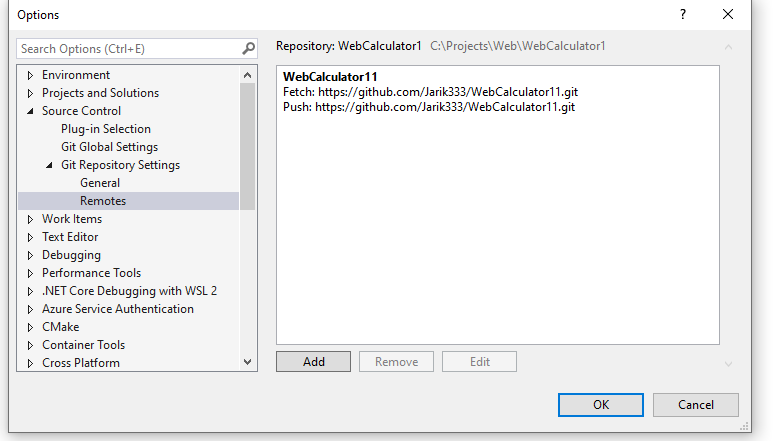 Options
?
Search Options (Ctrl+E)
Environment
Projects and Solutions
Source Control
Plug-in Selection
Git Global Settings
Git Repository Settings
General
Remotes
Work Items
Text Editor
Debugging
Performance Tools
.NET Core Debugging with WSL 2
Azure Service Authentication
CMake
Container Tools
Cross Platform
Repository: WebCalculator1 C:\Projects\Web\WebCalculator1
WebCalculator11
Fetch: https://github.com/Jarik333/WebCalculator11.git
Push: https://github.com/Jarik333/WebCalculator11.git
Add Remove Edit
OK Cancel